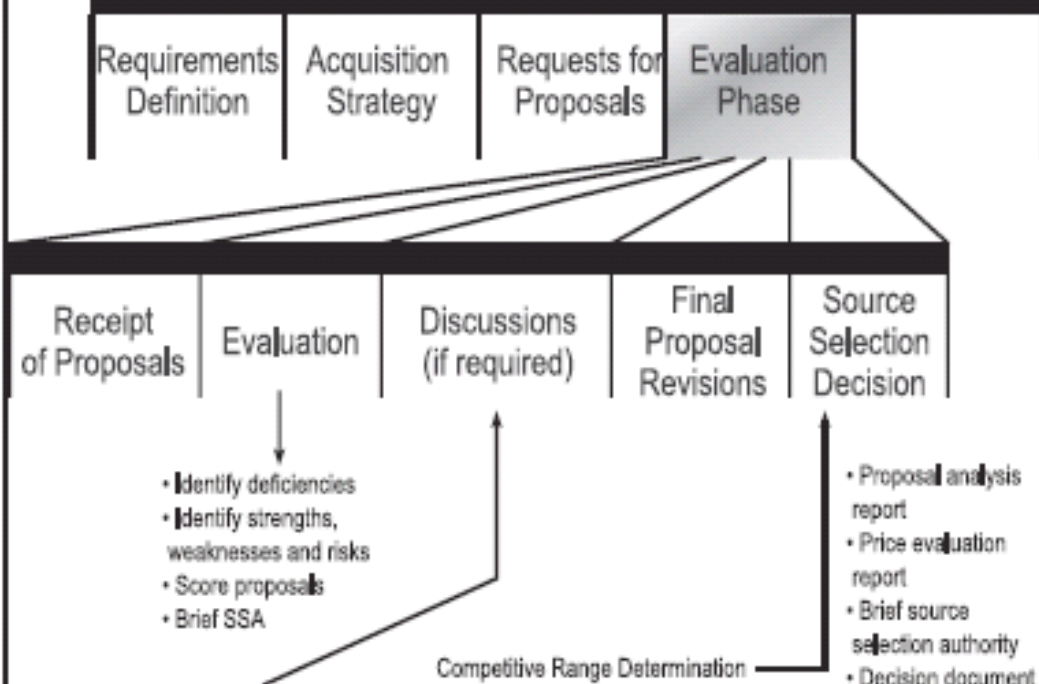 Requirements
Definition
Acquisition
Strategy
Requests for
Proposals
Evaluation
Phase
Receipt
of Proposals
Evaluation
Discussions
(if required)
Final
Proposal
Revisions
Source
Selection
Decision
• Identify deficiencies
• Identify strengths,
weaknesses and risks
• Score proposals
• Brief SSA
• Proposal analysis
report
• Price evaluation
report
• Brief source
selection authority
• Decision document
Competitive Range Determination